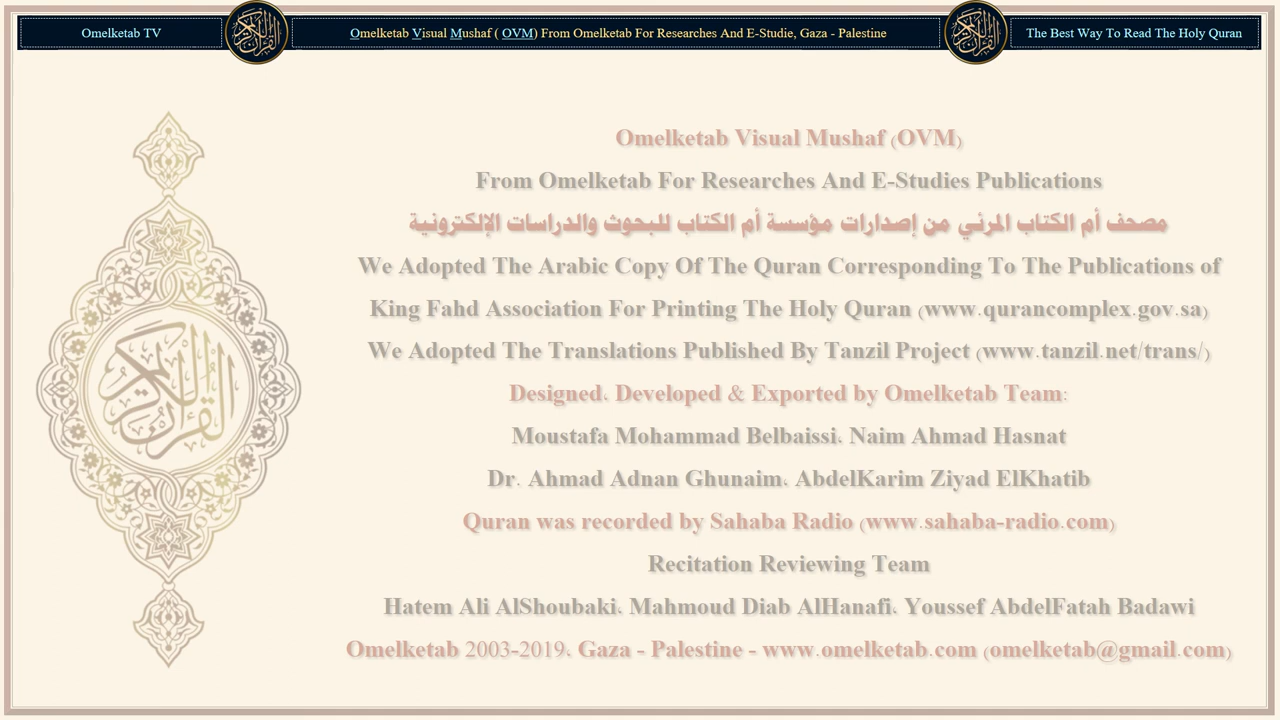 Omelketab TV
Omelketab Visual Mushaf ( OVM) From Omelketab For Researches And E-Studie, Gaza - Palestine
The Best Way To Read The Holy Quran
Omelketab Visual Mushaf (OVM)
From Omelketab For Researches And E-Studies Publications
مصحف أم الكتاب المرئي من إصدارات مؤسسة أم الكتاب للبحوث والدراسات الإلكترونية
We Adopted The Arabic Copy Of The Quran Corresponding To The Publications of
King Fahd Association For Printing The Holy Quran (www.qurancomplex.gov.sa)
We Adopted The Translations Published By Tanzil Project (www.tanzil.net/trans/)
Designed، Developed & Exported by Omelketab Team:
Moustafa Mohammad Belbaissi، Naim Ahmad Hasnat
Dr. Ahmad Adnan Ghunaim، AbdelKarim Ziyad ElKhatib
Quran was recorded by Sahaba Radio (www.sahaba-radio.com)
Recitation Reviewing Team
Hatem Ali AlShoubaki، Mahmoud Diab AlHanafi، Youssef AbdelFatah Badawi
Omelketab 2003-2019، Gaza - Palestine - www.omelketab.com (omelketab@gmail.com)
القرآن الكريم